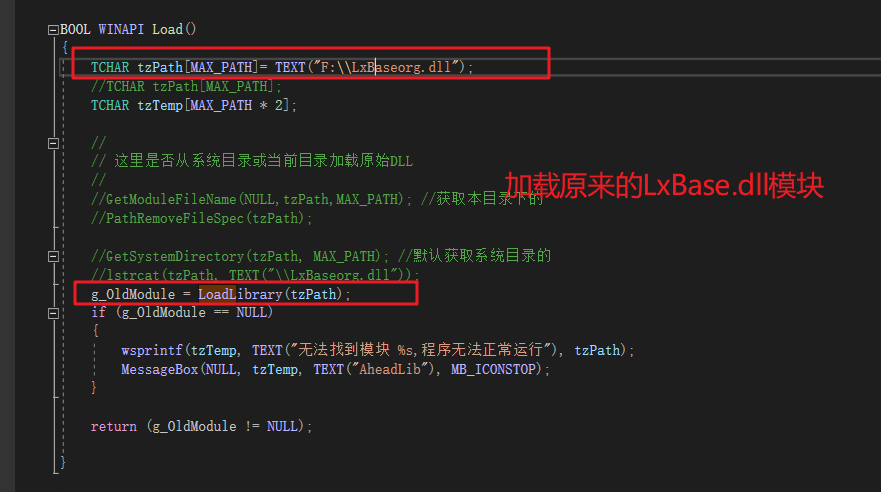 BOOL WINAPI Load()
{
TCHAR tzPath[MAX_PATH]= TEXT("F:\\LxBaseorg.dll");
//TCHAR tzPath[MAX_PATH];
TCHAR tzTemp[MAX_PATH * 2];
//
// 这里是否从系统目录或当前目录加载原始DLL
//
//GetModuleFileName(NULL,tzPath,MAX_PATH); //获取本目录下的
//PathRemoveFileSpec(tzPath);
加载原来的LxBase.dll模块
//GetSystemDirectory(tzPath, MAX_PATH); //默认获取系统目录的
//lstrcat(tzPath, TEXT("\\LxBaseorg.dll"));
g_OldModule = LoadLibrary(tzPath);
if (g_OldModule == NULL)
{
wsprintf(tzTemp, TEXT("无法找到模块 %s,程序无法正常运行"), tzPath);
MessageBox(NULL, tzTemp, TEXT("AheadLib"), MB_ICONSTOP);
}
return (g_OldModule != NULL);
}